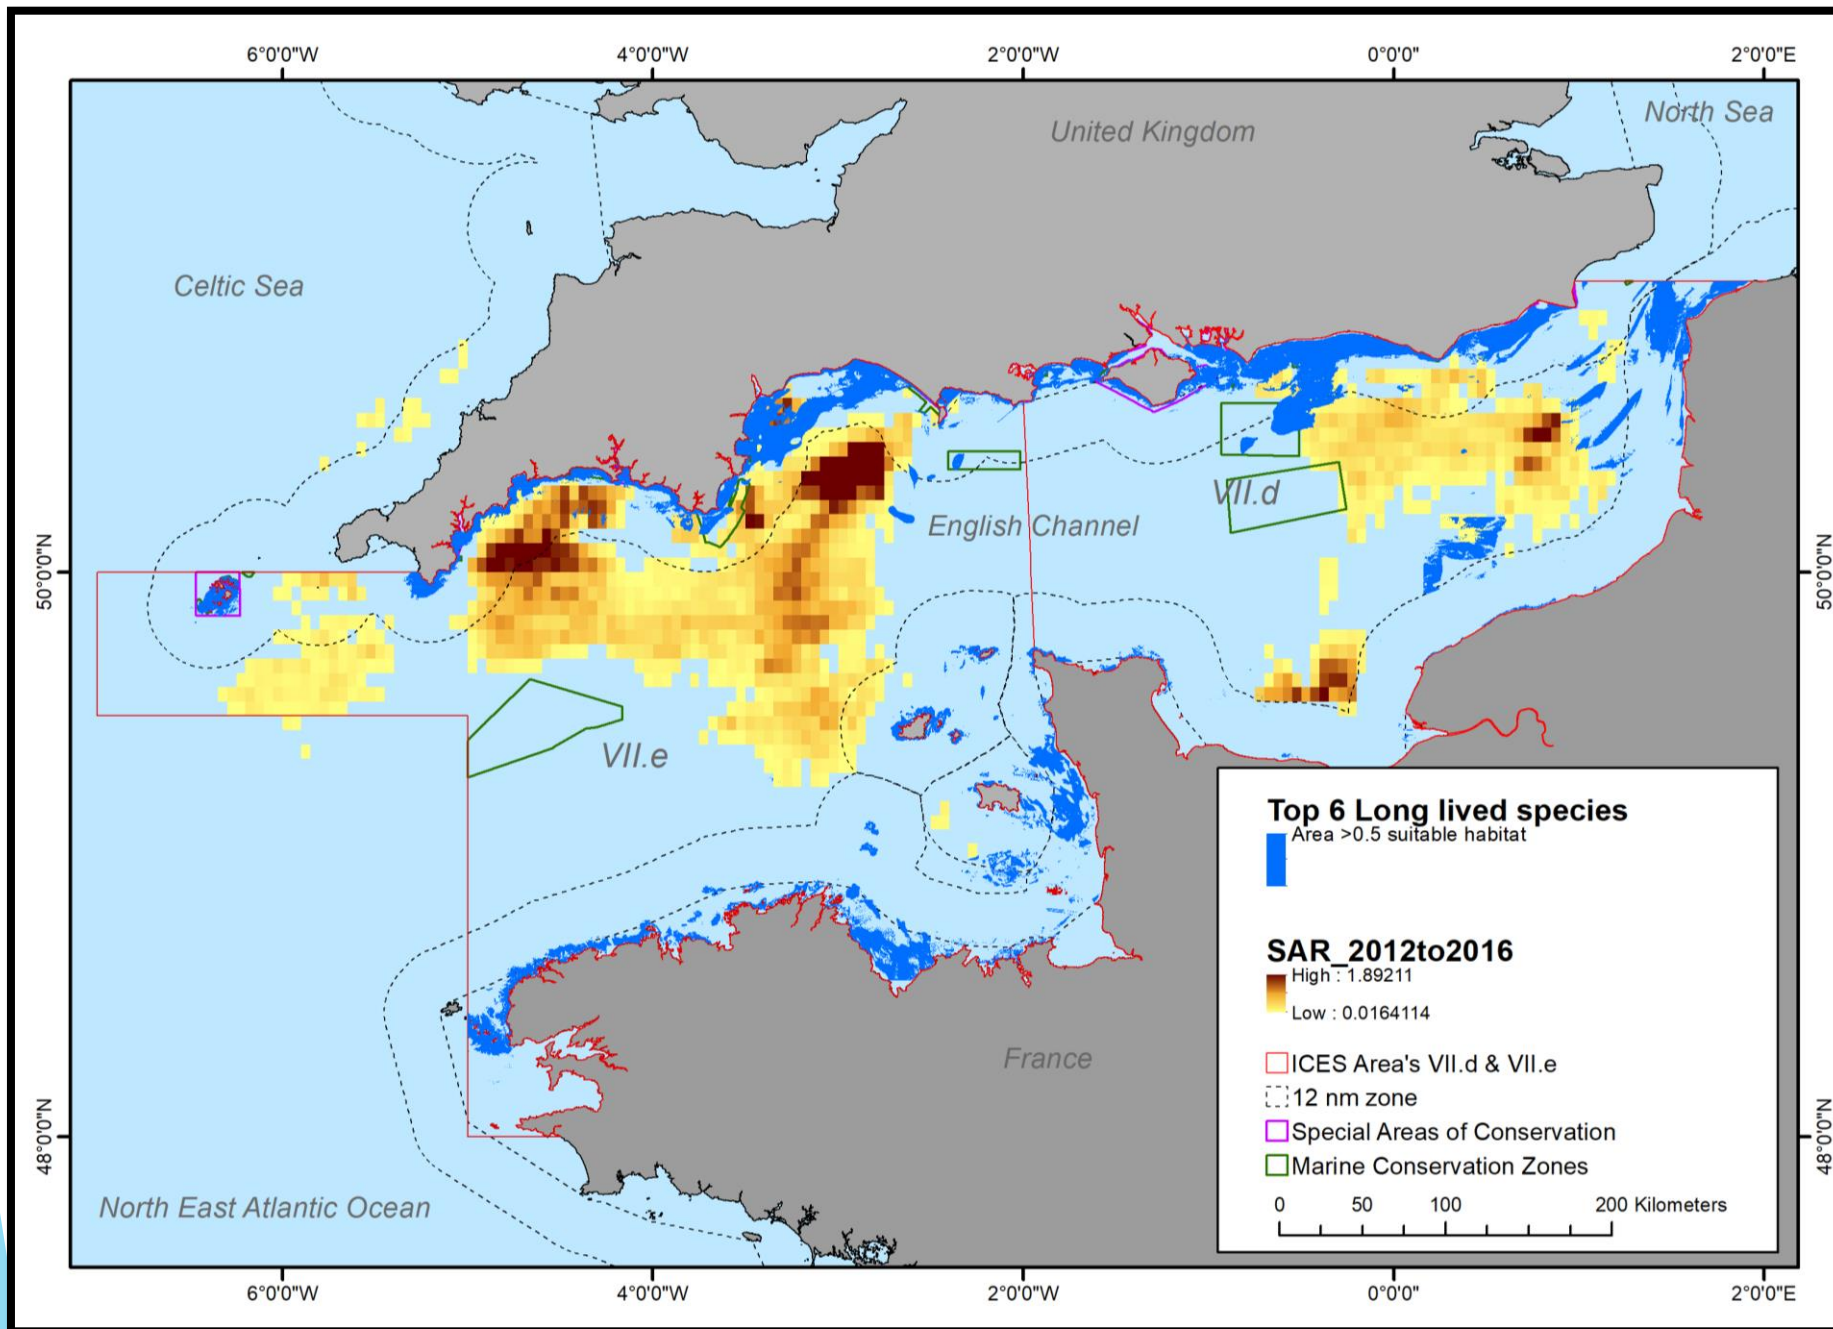 6°0'0"W 4°0'0"W 2°0'0"W 0°0'0" 2°0'0"E
North Sea
United Kingdom
Celtic Sea
VII.d
English Channel
50°0'0"N 50°0'0"N
VII.e
Top 6 Long lived species
Area >0.5 suitable habitat
SAR_2012to2016
High : 1.89211
Low : 0.0164114
France
ICES Area's VII.d & VII.e
12 nm zone
Special Areas of Conservation
Marine Conservation Zones
48°0'0"N 48°0'0"N
North East Atlantic Ocean
0 50 100 200 Kilometers
6°0'0"W 4°0'0"W 2°0'0"W 0°0'0" 2°0'0"E